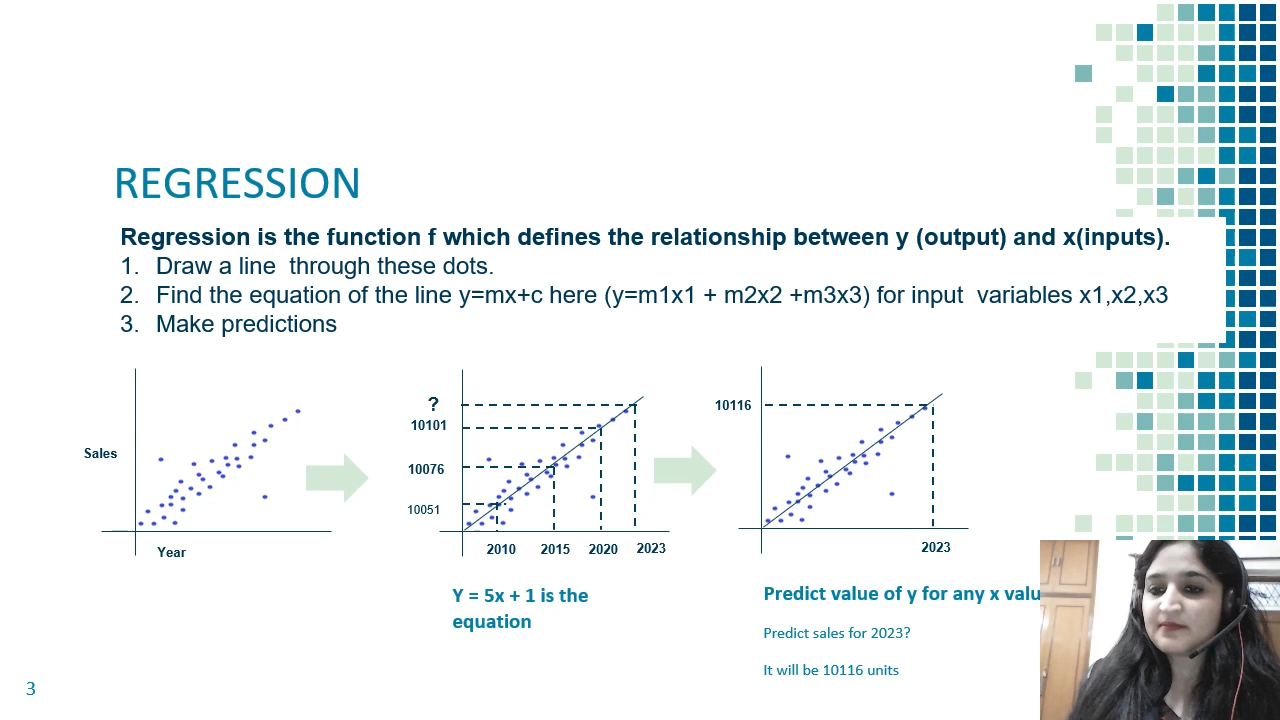 REGRESSION
Regression is the function f which defines the relationship between y (output) and x(inputs).
1. Draw a line through these dots.
2. Find the equation of the line y=mx+c here (y=m1x1 + m2x2 +m3x3) for input variables x1,x2,x3
3. Make predictions
Sales
Year
?
10101
10076
10051
2010 2015 2020 2023
Y = 5x + 1 is the
equation
10116
2023
Predict value of y for any x valu
Predict sales for 2023?
It will be 10116 units
3